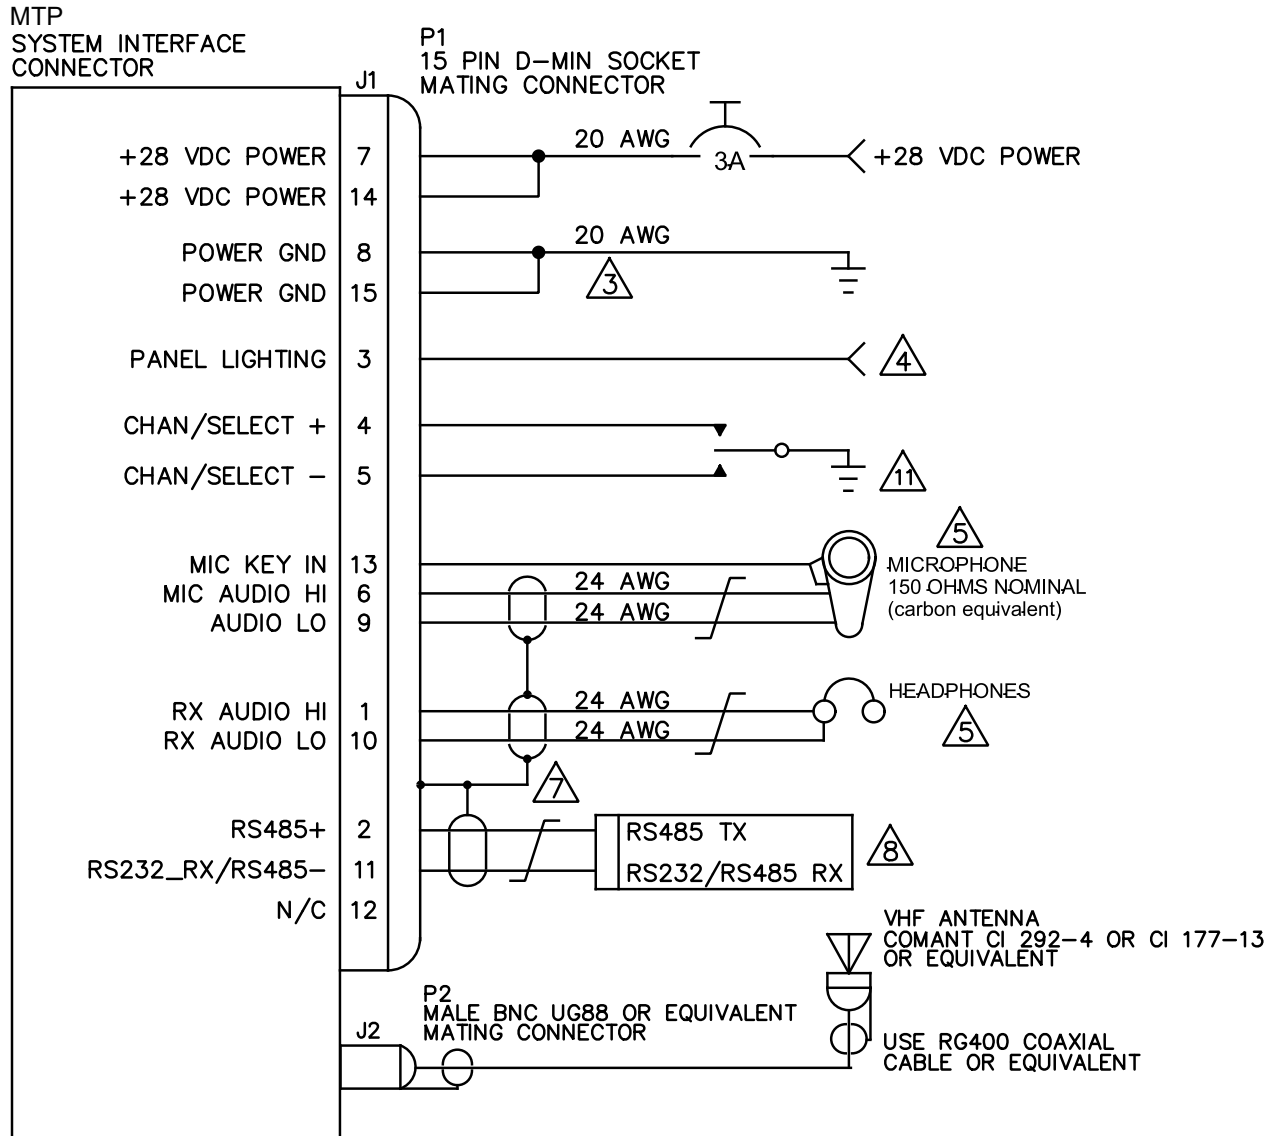 MTP
SYSTEM INTERFACE
CONNECTOR
J1
P1
15 PIN D-MIN SOCKET
MATING CONNECTOR
+28 VDC POWER 7
20 AWG
3A
+28 VDC POWER
+28 VDC POWER 14
POWER GND 8
20 AWG
3
POWER GND 15
PANEL LIGHTING 3
4
CHAN/SELECT + 4
CHAN/SELECT - 5
11
5
MIC KEY IN 13
MICROPHONE
150 OHMS NOMINAL
(carbon equivalent)
MIC AUDIO HI 6
24 AWG
AUDIO LO 9
24 AWG
HEADPHONES
5
RX AUDIO HI 1
24 AWG
RX AUDIO LO 10
24 AWG
7
RS485+ 2
RS485 TX
8
RS232_RX/RS485- 11
RS232/RS485 RX
N/C 12
VHF ANTENNA
COMANT CI 292-4 OR CI 177-13
OR EQUIVALENT
P2
MALE BNC UG88 OR EQUIVALENT
MATING CONNECTOR
J2
USE RG400 COAXIAL
CABLE OR EQUIVALENT